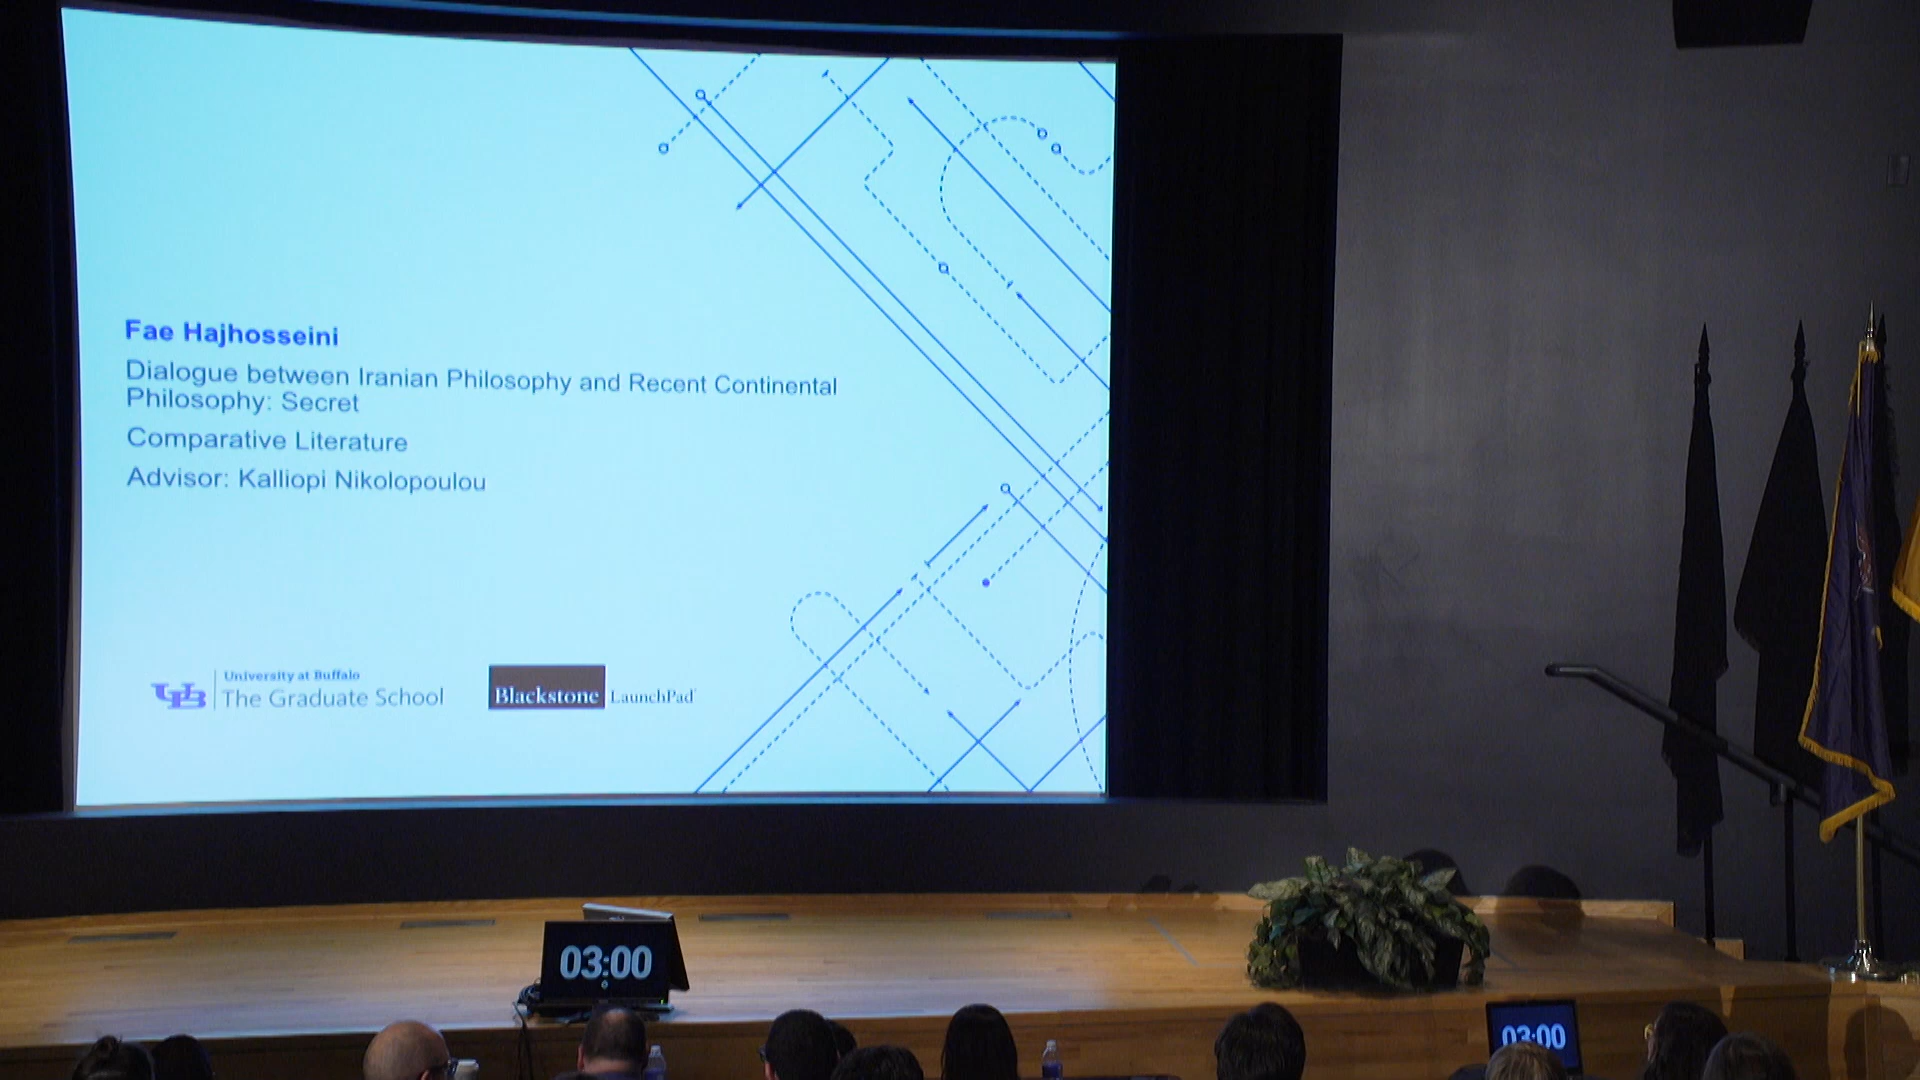 Fae Hajhosseini
Dialogue between Iranian Philosophy and Recent Continental
Philosophy: Secret
Comparative Literature
Advisor: Kalliopi Nikolopoulou
UB
University at Buffalo
The Graduate School
Blackstone LaunchPad
03:00
03:00